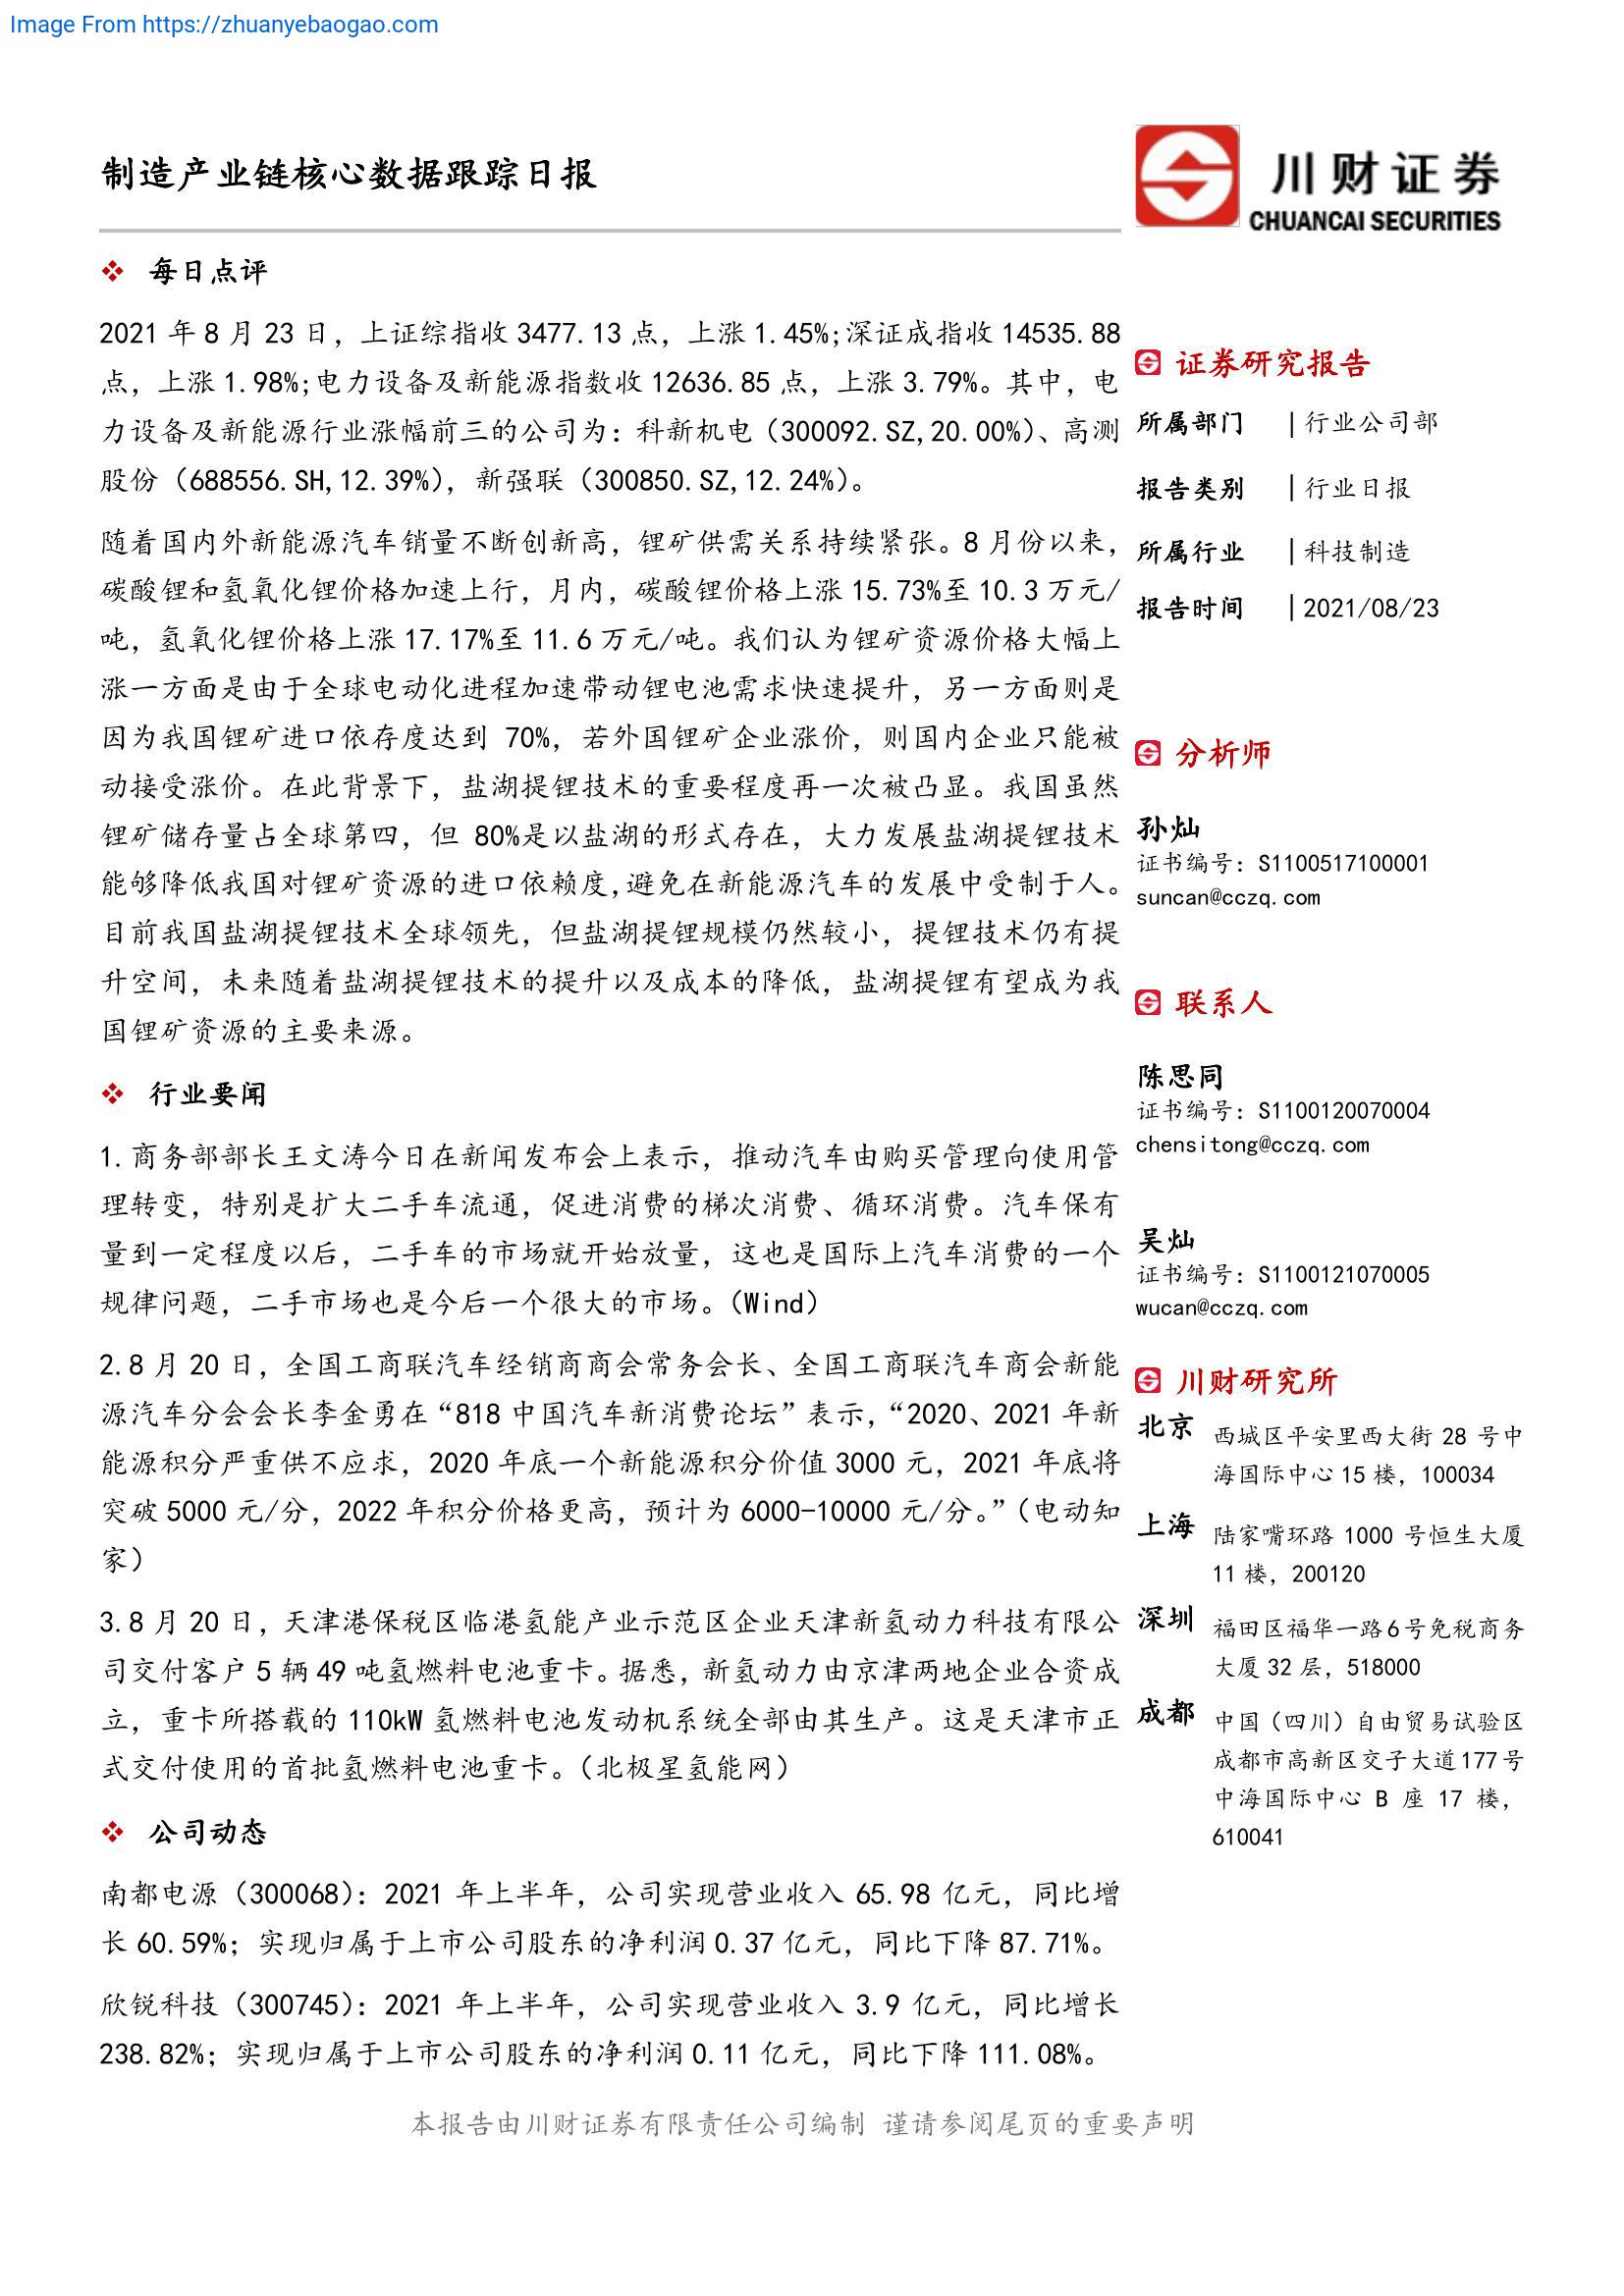 Image From https://zhuanyebaogao.com
制造产业链核心数据跟踪日报
川财证券
CHUANCAI SECURITIES
每日点评
2021 年 8 月 23 日，上证综指收 3477.13 点，上涨 1.45%;深证成指收 14535.88
点，上涨 1.98%;电力设备及新能源指数收 12636.85 点，上涨 3.79%。其中，电
力设备及新能源行业涨幅前三的公司为：科新机电（300092.SZ,20.00%）、高测
股份（688556.SH,12.39%），新强联（300850.SZ,12.24%）。
随着国内外新能源汽车销量不断创新高，锂矿供需关系持续紧张。8 月份以来，
碳酸锂和氢氧化锂价格加速上行，月内，碳酸锂价格上涨 15.73%至 10.3 万元/
吨，氢氧化锂价格上涨 17.17%至 11.6 万元/吨。我们认为锂矿资源价格大幅上
涨一方面是由于全球电动化进程加速带动锂电池需求快速提升，另一方面则是
因为我国锂矿进口依存度达到 70%，若外国锂矿企业涨价，则国内企业只能被
动接受涨价。在此背景下，盐湖提锂技术的重要程度再一次被凸显。我国虽然
锂矿储存量占全球第四，但 80%是以盐湖的形式存在，大力发展盐湖提锂技术
能够降低我国对锂矿资源的进口依赖度,避免在新能源汽车的发展中受制于人。
目前我国盐湖提锂技术全球领先，但盐湖提锂规模仍然较小，提锂技术仍有提
升空间，未来随着盐湖提锂技术的提升以及成本的降低，盐湖提锂有望成为我
国锂矿资源的主要来源。
行业要闻
1.商务部部长王文涛今日在新闻发布会上表示，推动汽车由购买管理向使用管
理转变，特别是扩大二手车流通，促进消费的梯次消费、循环消费。汽车保有
量到一定程度以后，二手车的市场就开始放量，这也是国际上汽车消费的一个
规律问题，二手市场也是今后一个很大的市场。（Wind）
2.8 月 20 日，全国工商联汽车经销商商会常务会长、全国工商联汽车商会新能
源汽车分会会长李金勇在“818 中国汽车新消费论坛”表示，“2020、2021 年新
能源积分严重供不应求，2020 年底一个新能源积分价值 3000 元，2021 年底将
突破 5000 元/分，2022 年积分价格更高，预计为 6000-10000 元/分。”（电动知
家）
3.8 月 20 日，天津港保税区临港氢能产业示范区企业天津新氢动力科技有限公
司交付客户 5 辆 49 吨氢燃料电池重卡。据悉，新氢动力由京津两地企业合资成
立，重卡所搭载的 110kW 氢燃料电池发动机系统全部由其生产。这是天津市正
式交付使用的首批氢燃料电池重卡。（北极星氢能网）
公司动态
南都电源（300068）：2021 年上半年，公司实现营业收入 65.98 亿元，同比增
长 60.59%；实现归属于上市公司股东的净利润 0.37 亿元，同比下降 87.71%。
欣锐科技（300745）：2021 年上半年，公司实现营业收入 3.9 亿元，同比增长
238.82%；实现归属于上市公司股东的净利润 0.11 亿元，同比下降 111.08%。
证券研究报告
所属部门 | 行业公司部
报告类别 | 行业日报
所属行业 | 科技制造
报告时间 | 2021/08/23
分析师
孙灿
证书编号：S1100517100001
suncan@cczq.com
联系人
陈思同
证书编号：S1100120070004
chensitong@cczq.com
吴灿
证书编号：S1100121070005
wucan@cczq.com
川财研究所
北京 西城区平安里西大街 28 号中
海国际中心 15 楼，100034
上海 陆家嘴环路 1000 号恒生大厦
11 楼，200120
深圳 福田区福华一路 6 号免税商务
大厦 32 层，518000
成都 中国（四川）自由贸易试验区
成都市高新区交子大道 177 号
中海国际中心 B 座 17 楼，
610041
本报告由川财证券有限责任公司编制 谨请参阅尾页的重要声明